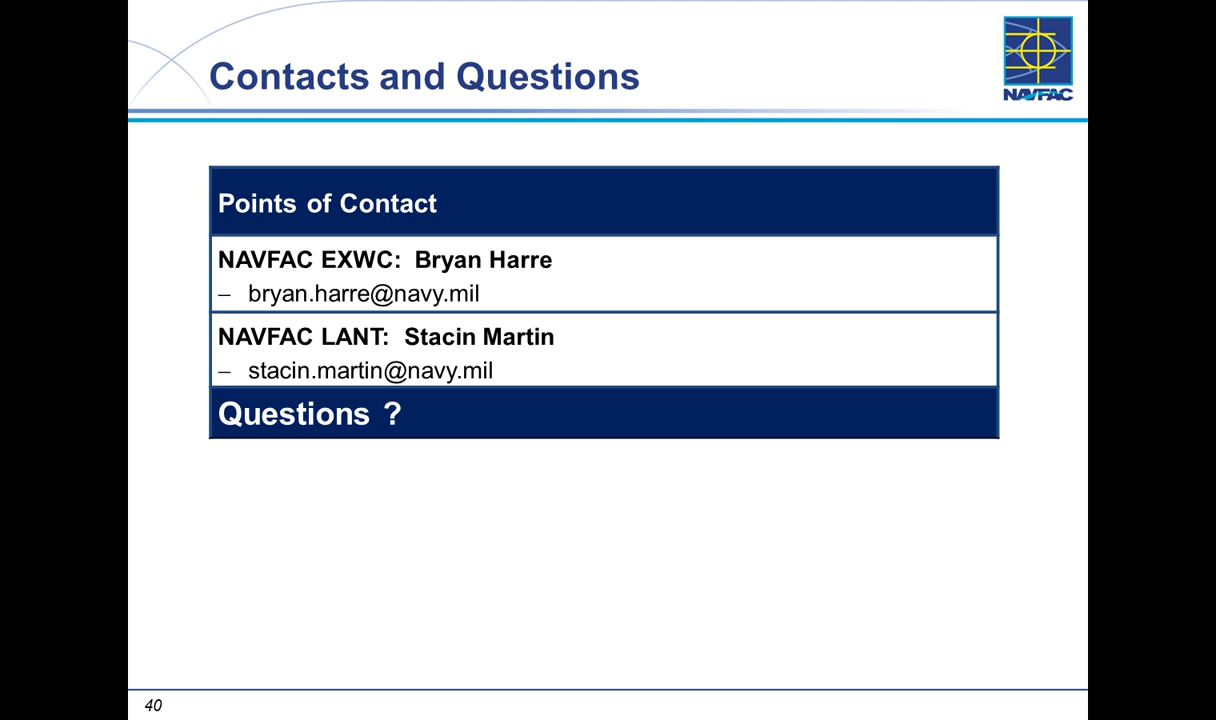 Contacts and Questions
NAVFAC
Points of Contact
NAVFAC EXWC:  Bryan Harre
– bryan.harre@navy.mil
NAVFAC LANT:  Stacin Martin
– stacin.martin@navy.mil
Questions ?
40